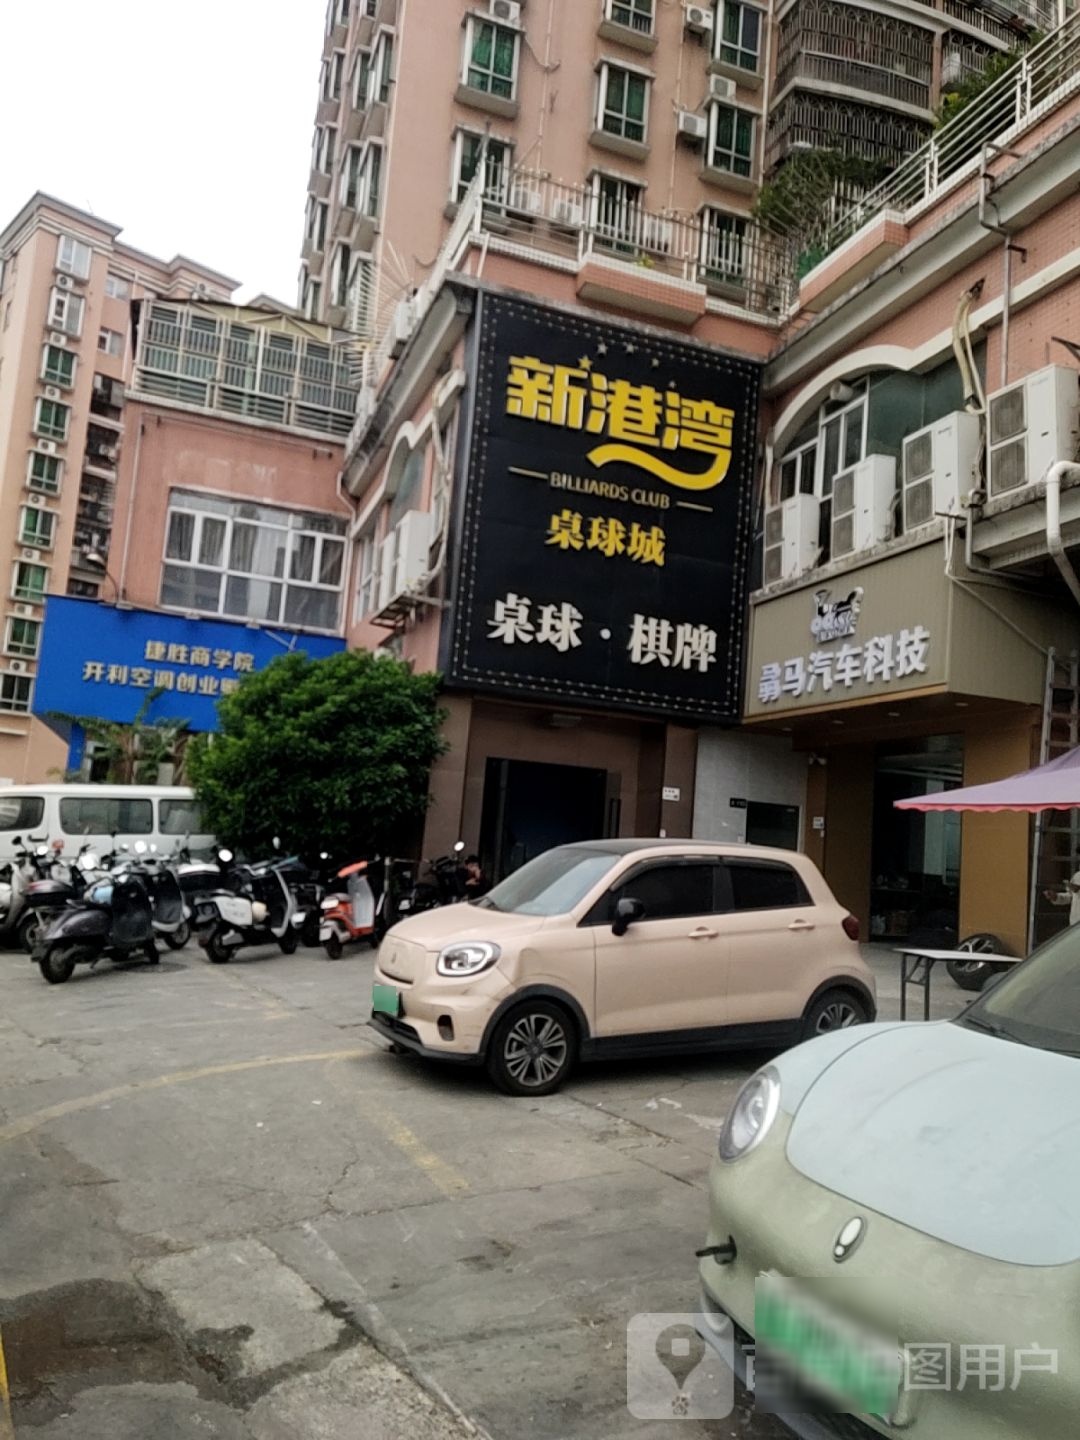 新港湾
BILLIARDS CLUB
桌球城
桌球·棋牌
捷胜商学院
开利空调创业
骉马汽车科技
图用户